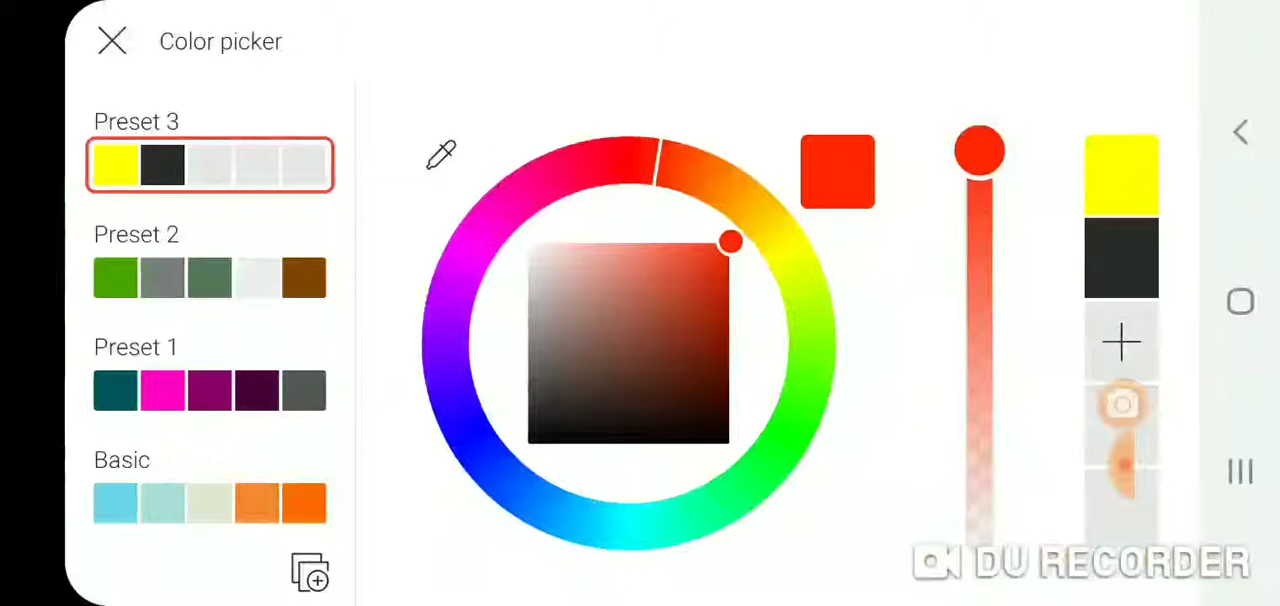 Color picker
Preset 3
Preset 2
Preset 1
Basic
DU RECORDER